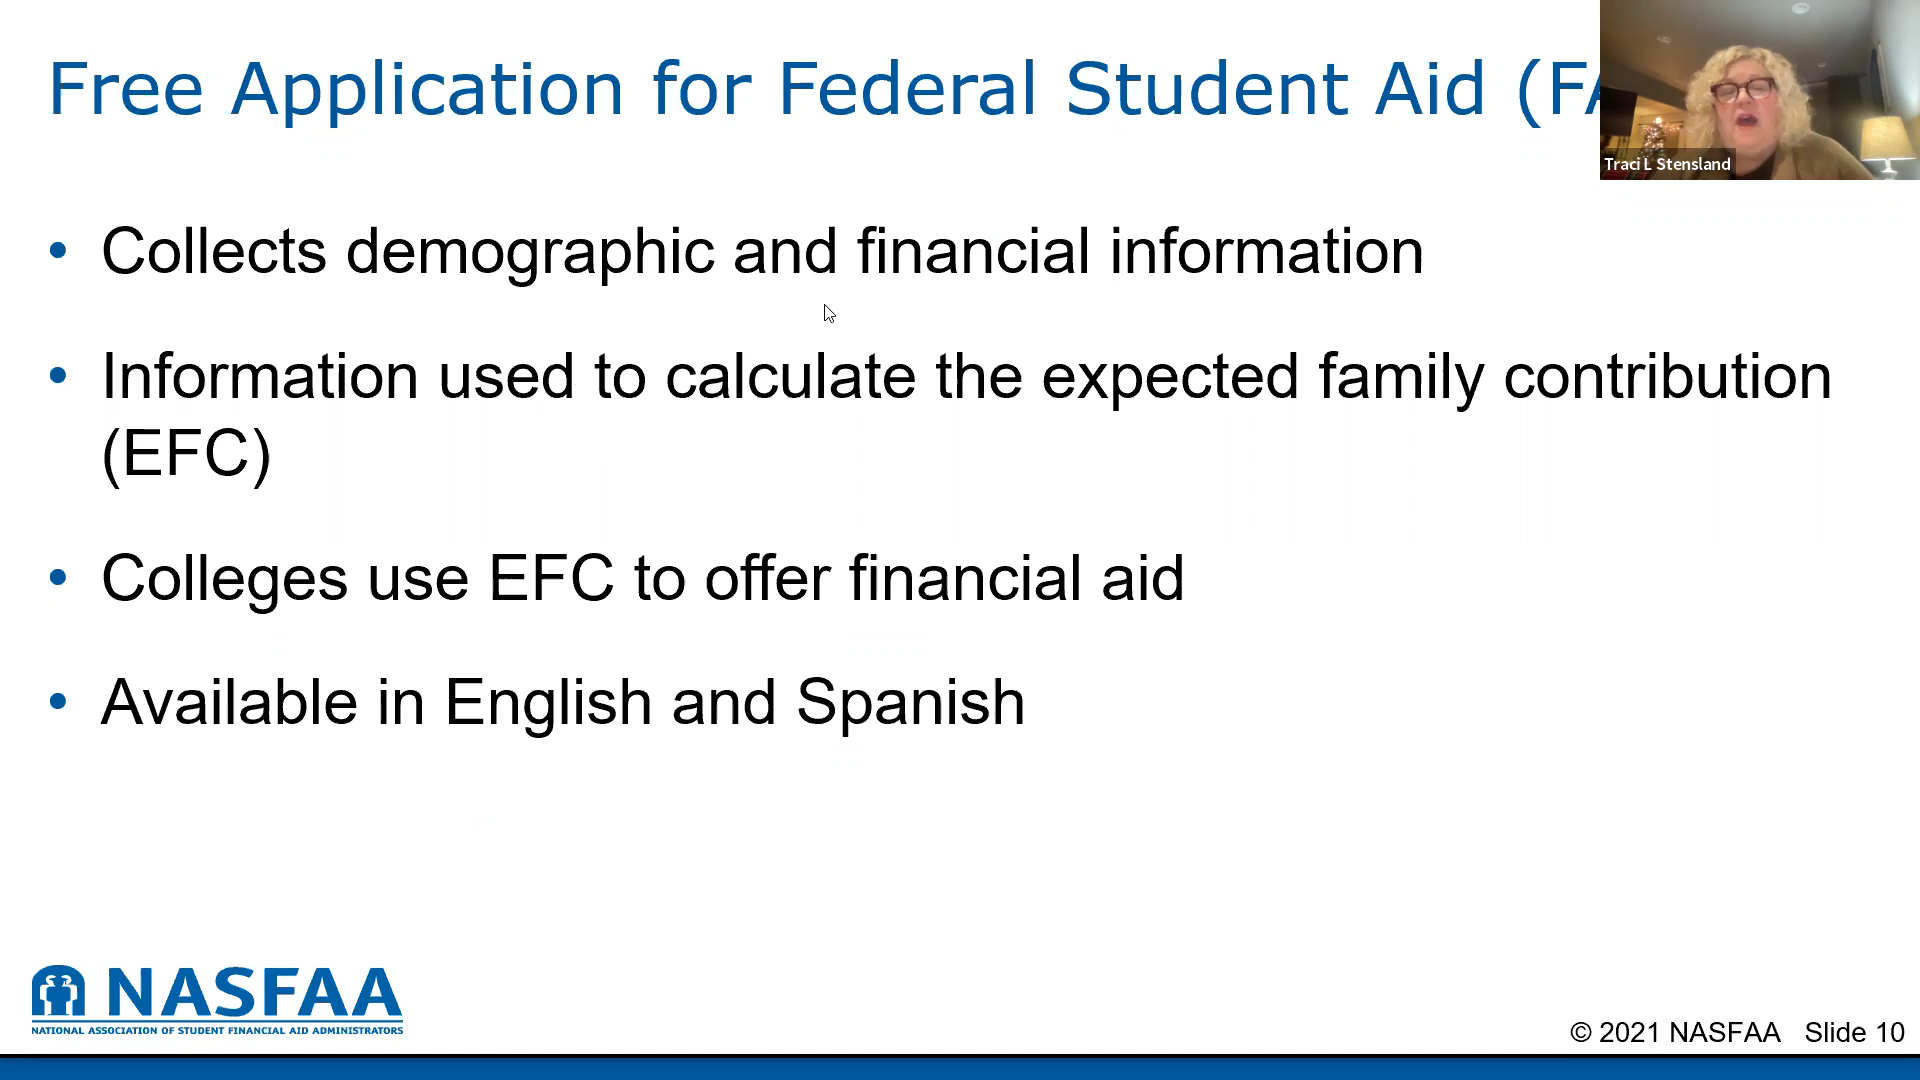 Free Application for Federal Student Aid (FA
Traci L Stensland
• Collects demographic and financial information
• Information used to calculate the expected family contribution
(EFC)
• Colleges use EFC to offer financial aid
• Available in English and Spanish
NASFAA
NATIONAL ASSOCIATION OF STUDENT FINANCIAL AID ADMINISTRATORS
© 2021 NASFAA Slide 10